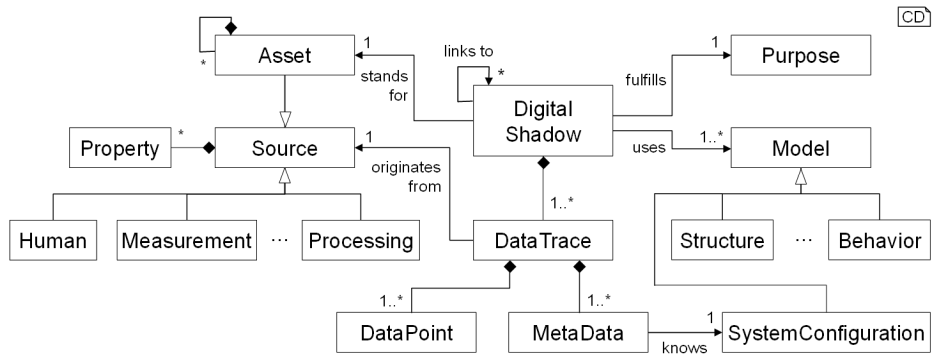 CD
Asset
1
*
stands
for
links to
*
Digital
Shadow
fulfills
1
Purpose
Property
*
Source
1
originates
from
uses
1..*
Model
1..*
Human
Measurement
...
Processing
DataTrace
Structure
...
Behavior
1..*
1..*
DataPoint
MetaData
knows
1
SystemConfiguration